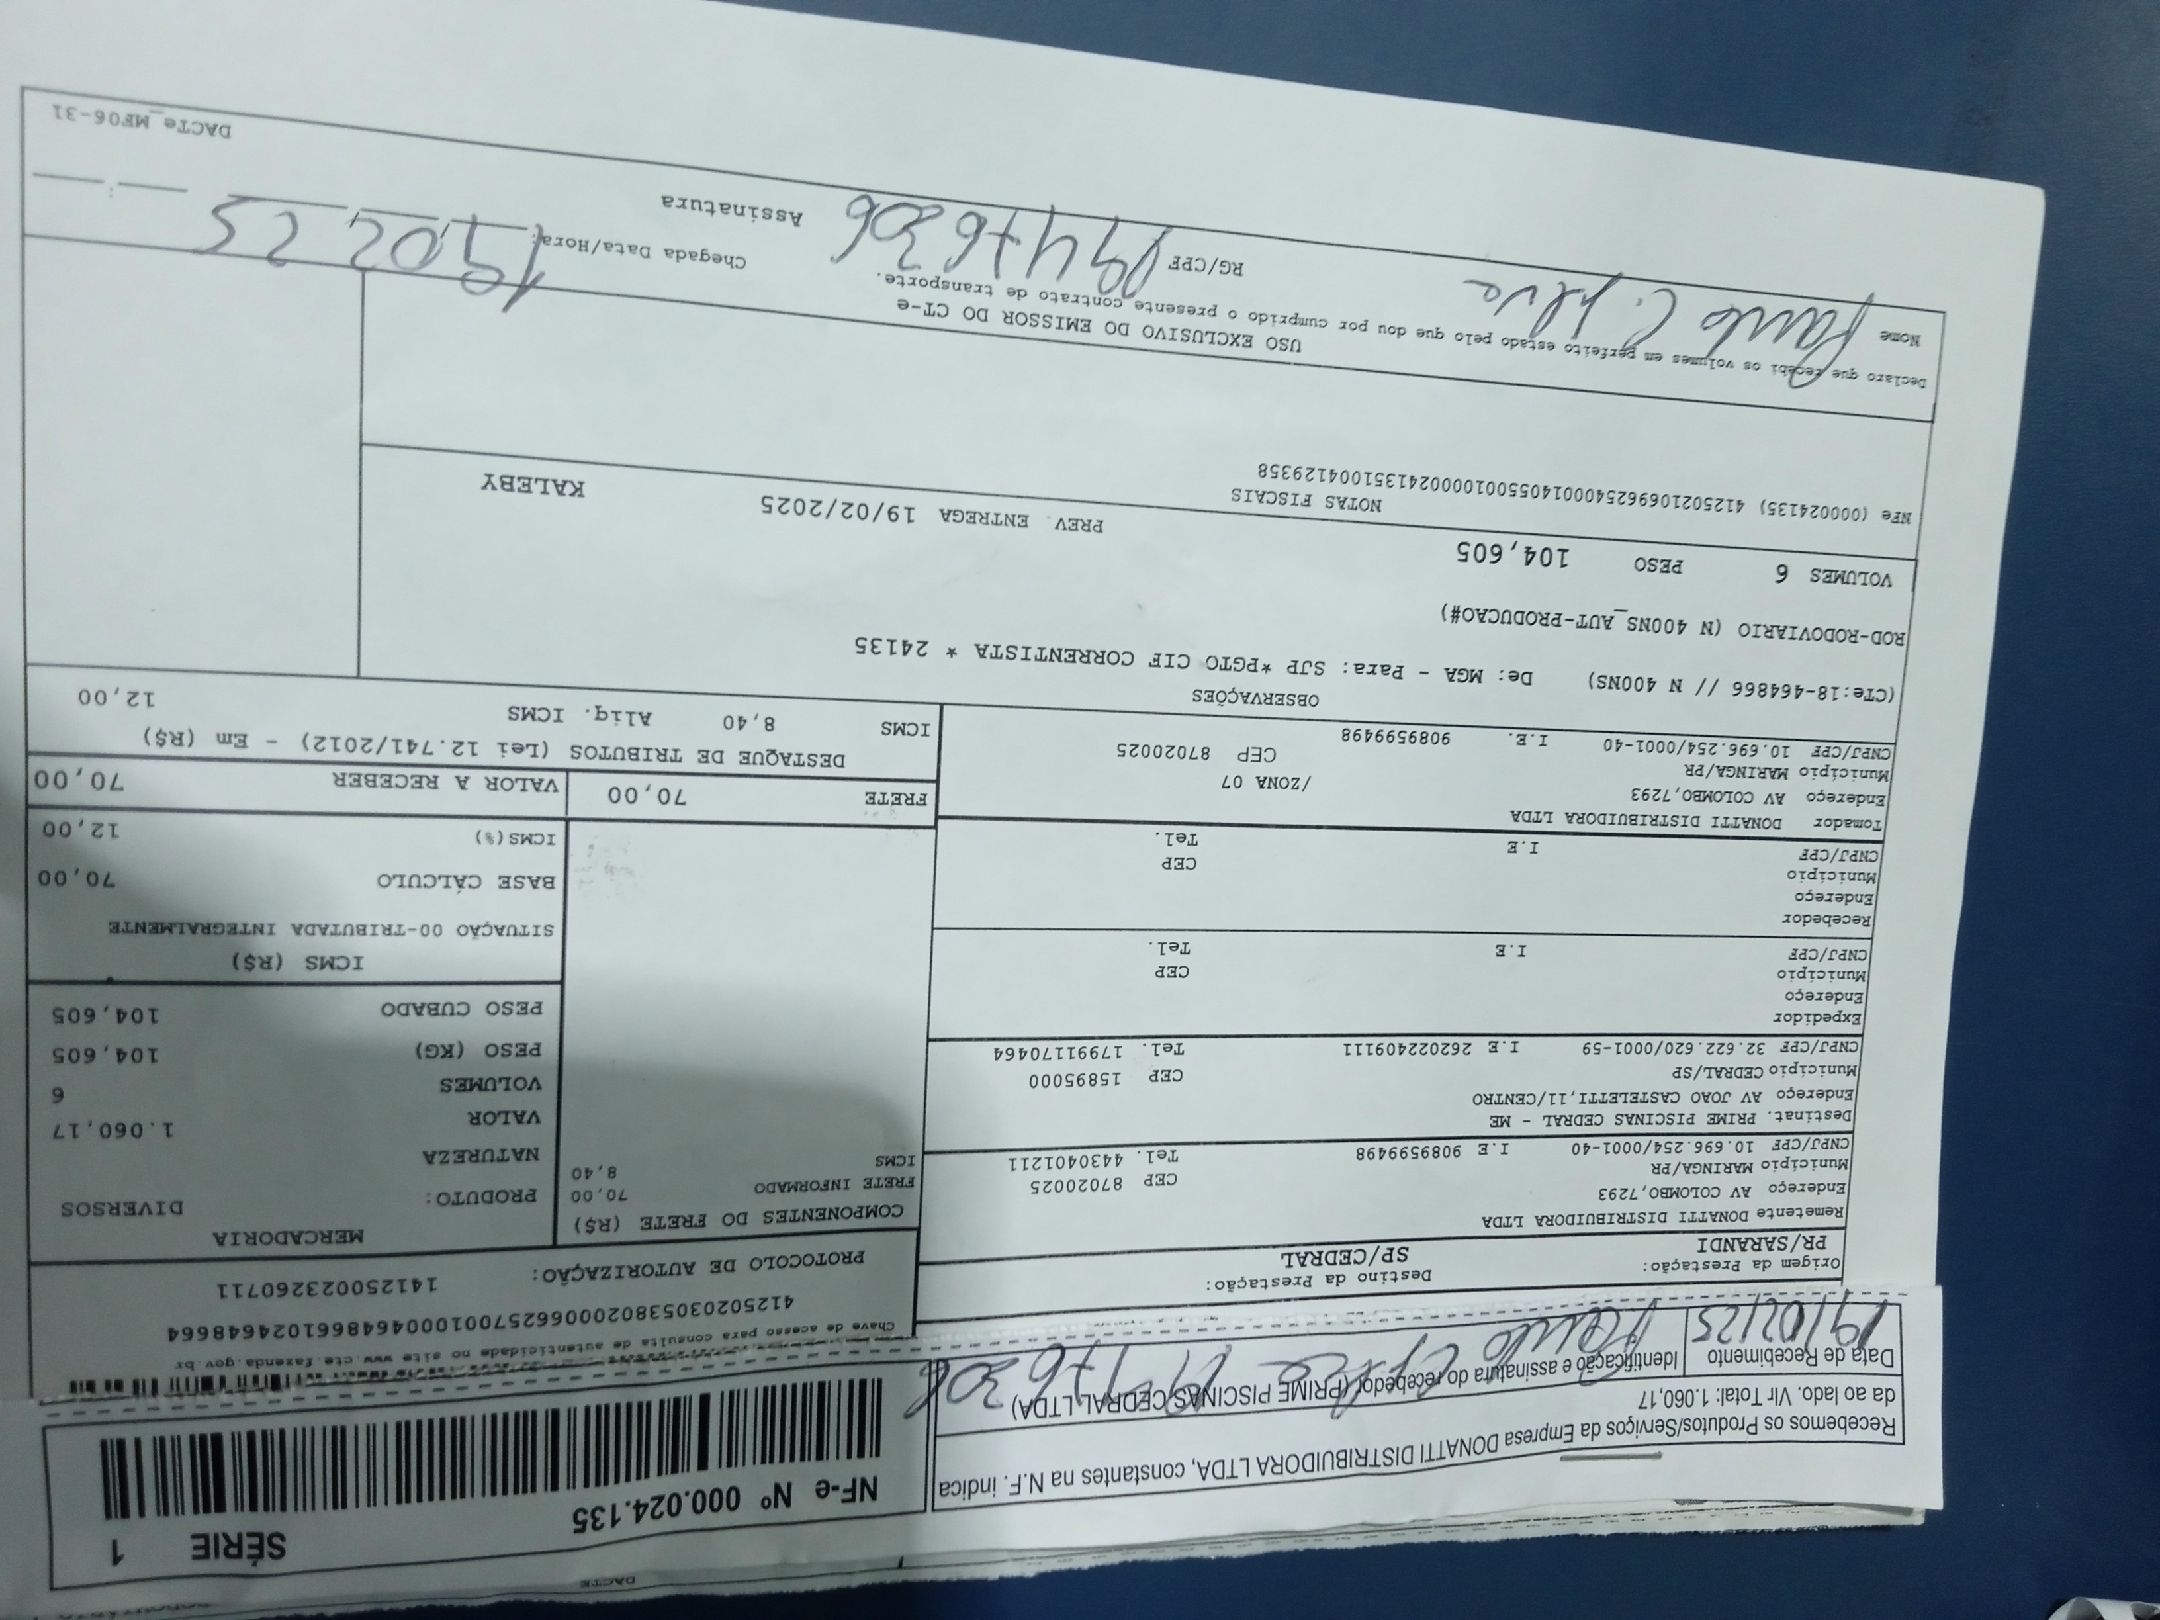 DACTE
NF-e Nº 000.024.135 SÉRIE 1
Recebemos os Produtos/Serviços da Empresa DONATTI DISTRIBUIDORA LTDA, constantes na N.F. indica
da ao lado. Vlr Total: 1.060,17
Data de Recebimento
Identificação e assinatura do recebedor (PRIME PISCINAS CEDRAL LTDA)
19/02/25
Chave de acesso para consulta de autenticidade no site www.cte.fazenda.gov.br
PROTOCOLO DE AUTORIZAÇÃO: 141250023260711
Origem da Prestação: Destino da Prestação:
PR/SARANDI SP/CEDRAL
Remetente DONATTI DISTRIBUIDORA LTDA
Endereço AV COLOMBO,7293 CEP 87020025
Município MARINGA/PR
CNPJ/CPF 10.696.254/0001-40 I.E 9089599498 Tel. 4430401211
Destinat. PRIME PISCINAS CEDRAL - ME
Endereço AV JOAO CASTELETTI,11/CENTRO
Município CEDRAL/SP CEP 15895000
CNPJ/CPF 32.622.620/0001-59 I.E 262022409111 Tel. 17991170464
Expedidor
Endereço
Município CEP
CNPJ/CPF I.E Tel.
Recebedor
Endereço
Município CEP
CNPJ/CPF I.E Tel.
Tomador DONATTI DISTRIBUIDORA LTDA
Endereço AV COLOMBO,7293 /ZONA 07
Município MARINGA/PR CEP 87020025
CNPJ/CPF 10.696.254/0001-40 I.E. 9089599498
COMPONENTES DO FRETE (R$)
FRETE INFORMADO 70,00
ICMS 8,40
FRETE 70,00
MERCADORIA
PRODUTO: DIVERSOS
NATUREZA
VALOR 1.060,17
VOLUMES 6
PESO (KG) 104,605
PESO CUBADO 104,605
ICMS (R$)
SITUAÇÃO 00-TRIBUTADA INTEGRALMENTE
BASE CÁLCULO 70,00
ICMS(%) 12,00
VALOR A RECEBER 70,00
DESTAQUE DE TRIBUTOS (Lei 12.741/2012) - Em (R$)
ICMS 8,40 Aliq. ICMS 12,00
OBSERVAÇÕES
(CTe:18-464866 // N 400NS) De: MGA - Para: SJP *PGTO CIF CORRENTISTA * 24135
ROD-RODOVIARIO (N 400NS_AUT-PRODUCAO#)
VOLUMES 6 PESO 104,605 PREV. ENTREGA 19/02/2025 KALEBY
NOTAS FISCAIS
NFe (000024135) 41250210696254000140550010000241351004129358
USO EXCLUSIVO DO EMISSOR DO CT-e
Declaro que recebi os volumes em perfeito estado pelo que dou por cumprido o presente contrato de transporte.
Nome Paulo C. Silva RG/CPF Assinatura Chegada Data/Hora: 19 02 25 :
DACTe_MF06-31